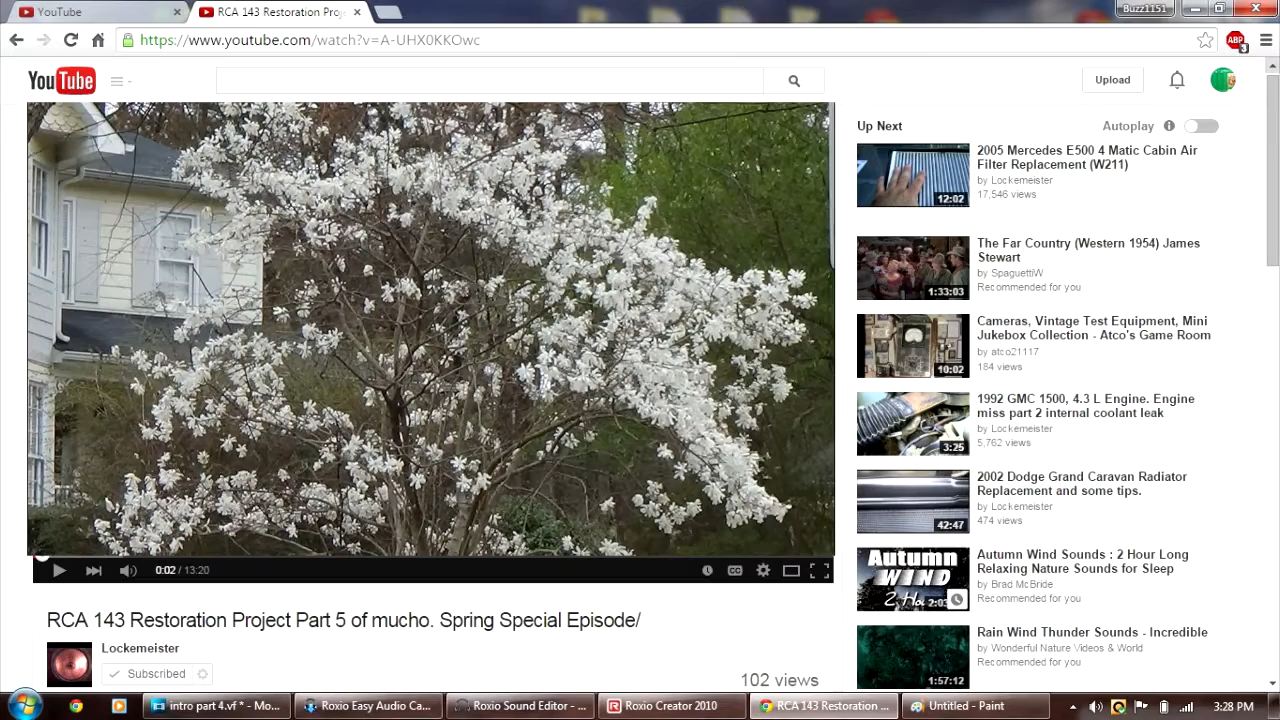 YouTube
RCA 143 Restoration Proj
Buzz1151
https://www.youtube.com/watch?v=A-UHX0KKOwc
ABP
3
YouTube
Upload
Up Next
Autoplay
2005 Mercedes E500 4 Matic Cabin Air
Filter Replacement (W211)
by Lockemeister
17,546 views
12:02
The Far Country (Western 1954) James
Stewart
by SpaguettiW
Recommended for you
1:33:03
Cameras, Vintage Test Equipment, Mini
Jukebox Collection - Atco's Game Room
by atco21117
184 views
10:02
1992 GMC 1500, 4.3 L Engine. Engine
miss part 2 internal coolant leak
by Lockemeister
5,762 views
3:25
2002 Dodge Grand Caravan Radiator
Replacement and some tips.
by Lockemeister
474 views
42:47
Autumn Wind Sounds : 2 Hour Long
Relaxing Nature Sounds for Sleep
by Brad McBride
Recommended for you
Autumn
WIND
Rain Wind Thunder Sounds - Incredible
by Wonderful Nature Videos & World
Recommended for you
1:57:12
0:02 / 13:20
RCA 143 Restoration Project Part 5 of mucho. Spring Special Episode/
Lockemeister
Subscribed
102 views
intro part 4.vf * - Mo...
Roxio Easy Audio Ca...
Roxio Sound Editor - ...
Roxio Creator 2010
RCA 143 Restoration ...
Untitled - Paint
3:28 PM